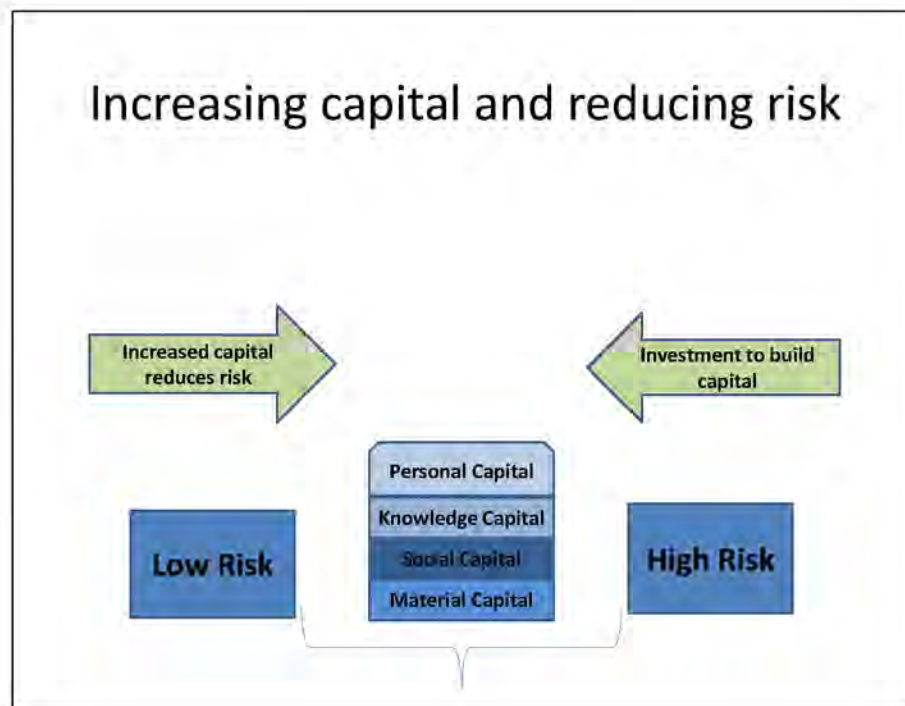 Increasing capital and reducing risk
Increased capital
reduces risk
Investment to build
capital
Personal Capital
Knowledge Capital
Social Capital
Material Capital
Low Risk
High Risk